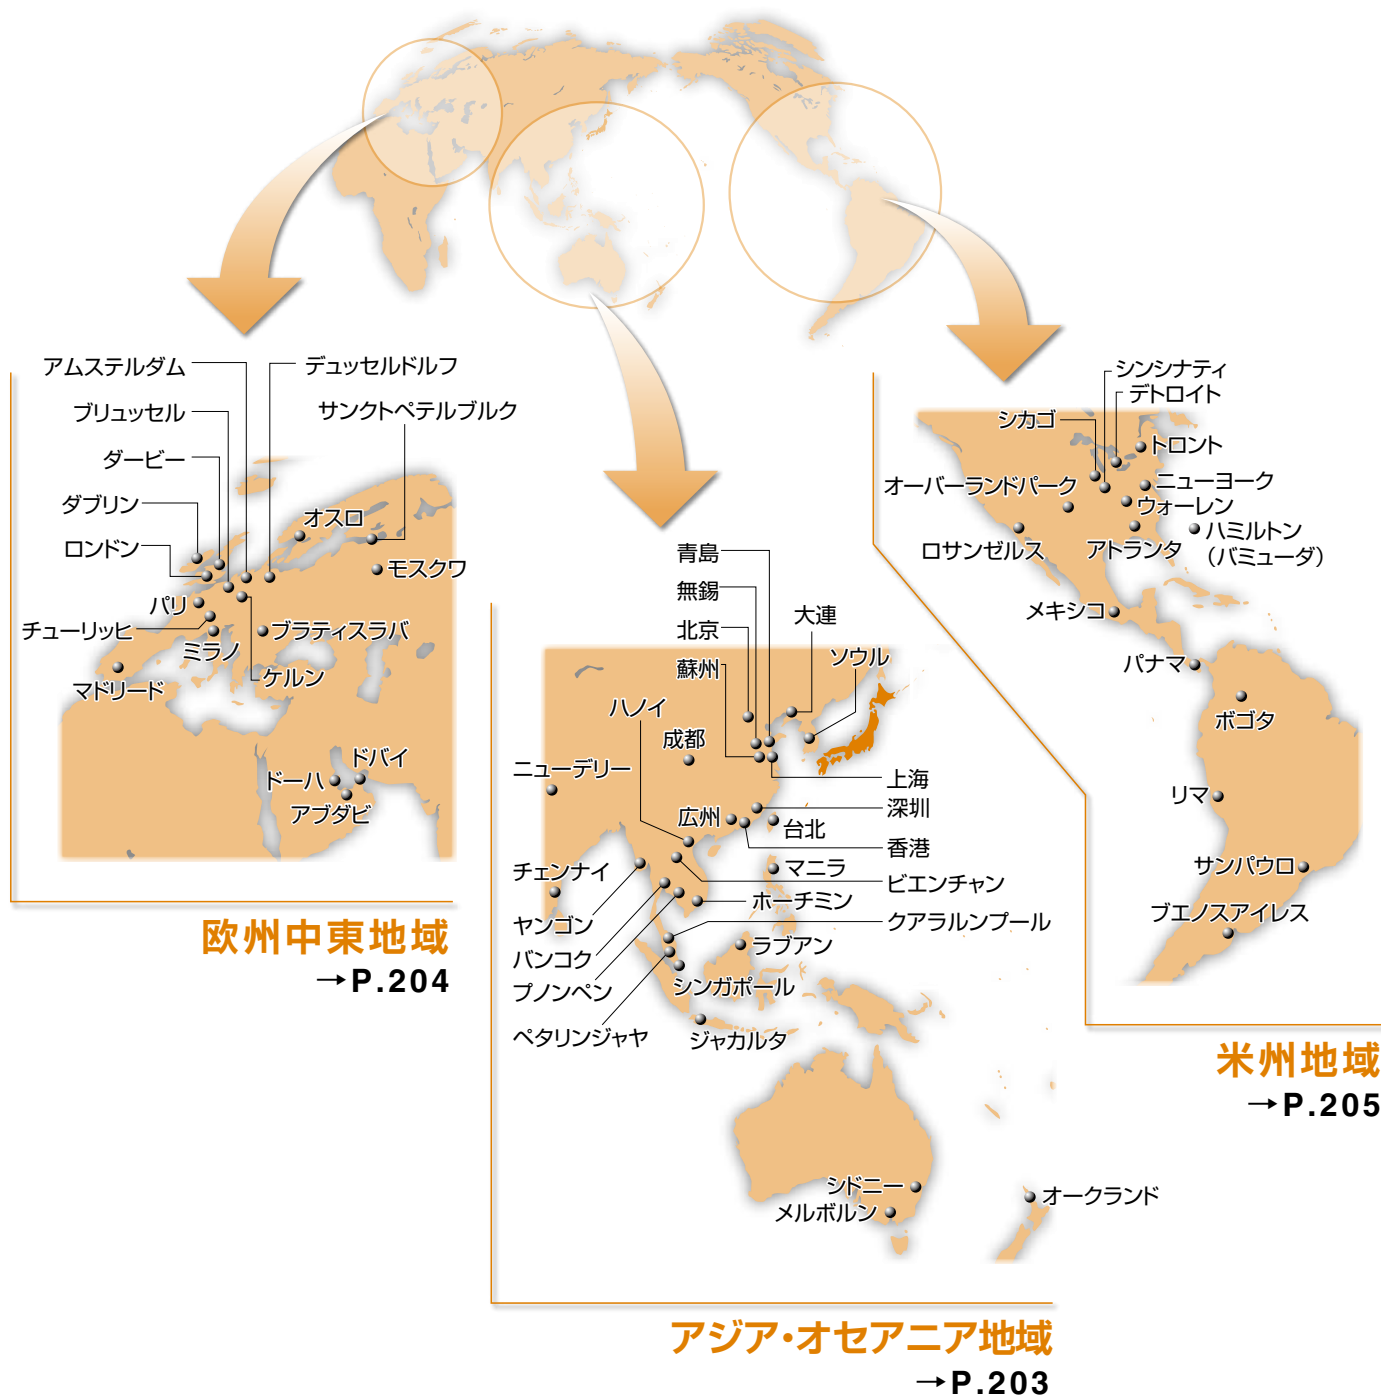 アムステルダム
デュッセルドルフ
ブリュッセル
サンクトペテルブルク
ダービー
ダブリン
オスロ
ロンドン
モスクワ
パリ
チューリッヒ
ブラティスラバ
ミラノ
ケルン
マドリード
ドバイ
ドーハ
アブダビ
欧州中東地域
→P.204
青島
無錫
大連
北京
ソウル
蘇州
ハノイ
成都
ニューデリー
上海
深圳
広州
台北
香港
チェンナイ
マニラ
ビエンチャン
ホーチミン
ヤンゴン
クアラルンプール
バンコク
ラブアン
プノンペン
シンガポール
ペタリンジャヤ
ジャカルタ
シドニー
メルボルン
オークランド
アジア・オセアニア地域
→P.203
シンシナティ
デトロイト
シカゴ
トロント
オーバーランドパーク
ニューヨーク
ウォーレン
ハミルトン
(バミューダ)
ロサンゼルス
アトランタ
メキシコ
パナマ
ボゴタ
リマ
サンパウロ
ブエノスアイレス
米州地域
→P.205